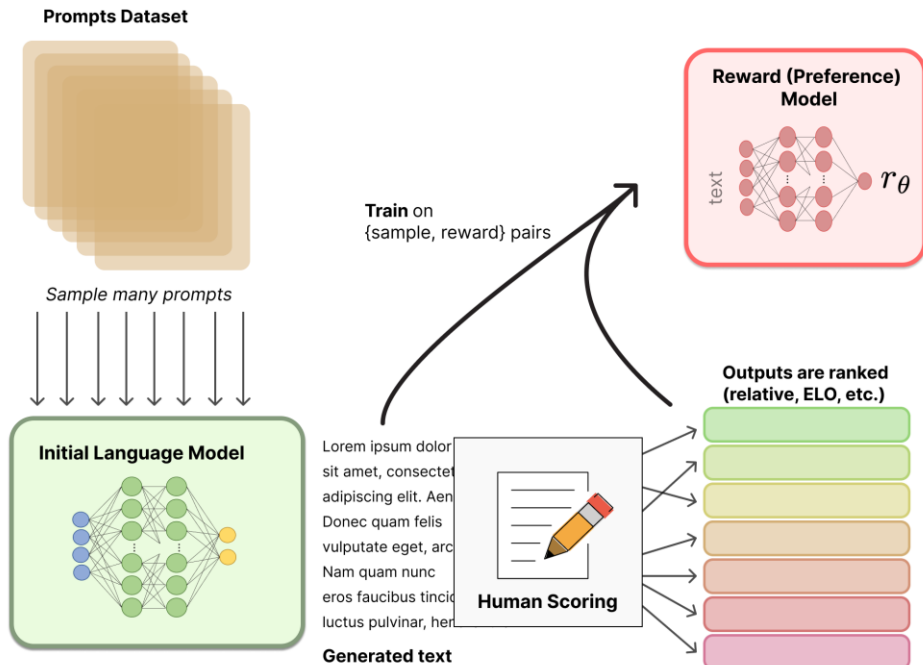 Prompts Dataset
Sample many prompts
Initial Language Model
Train on
{sample, reward} pairs
Reward (Preference)
Model
text
r_θ
Lorem ipsum dolor
sit amet, consectet
adipiscing elit. Aen
Donec quam felis
vulputate eget, arc
Nam quam nunc
eros faucibus tincid
luctus pulvinar, her
Generated text
Human Scoring
Outputs are ranked
(relative, ELO, etc.)